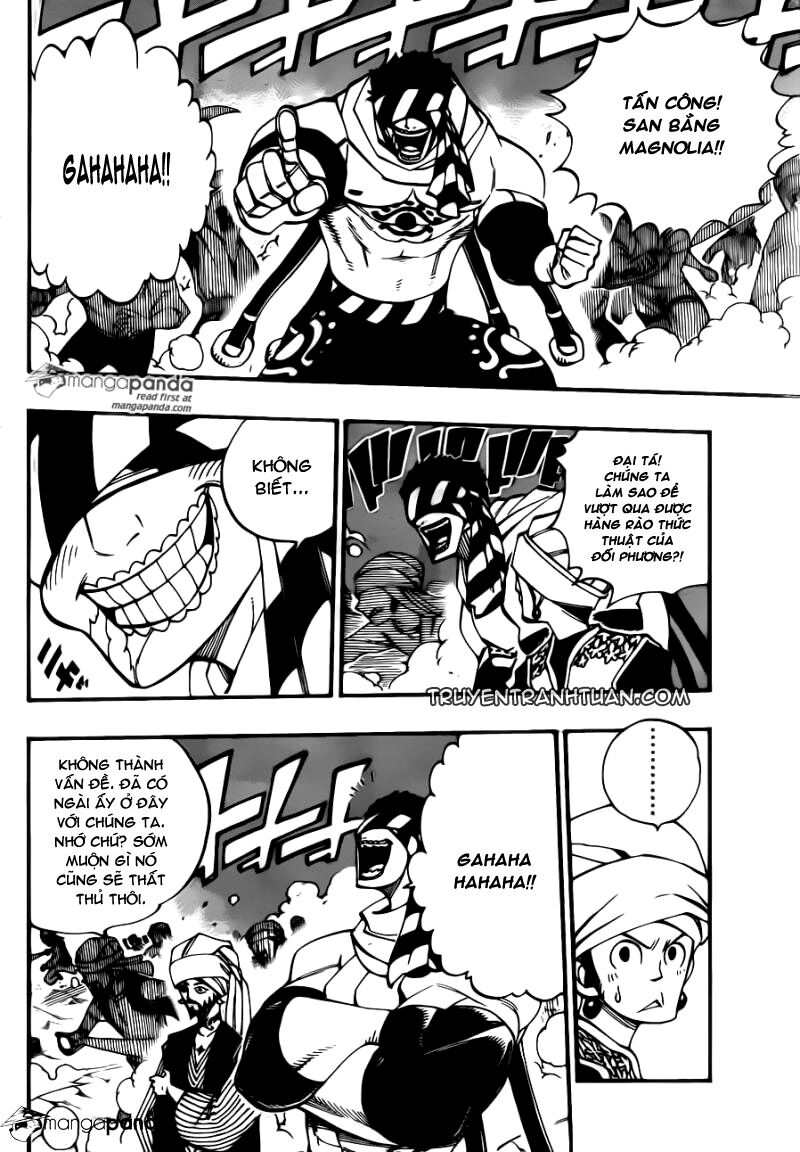 TẤN CÔNG!
SAN BẰNG
MAGNOLIA!!
GAHAHAHA!!
mangapanda
read first at
mangapanda.com
ĐẠI TÁ!
CHÚNG TA
LÀM SAO ĐỂ
VƯỢT QUA ĐƯỢC
HÀNG RÀO THỨC
THUẬT CỦA
ĐỐI PHƯƠNG?!
KHÔNG
BIẾT...
TRUYENTRANHTUAN.COM
..........
GAHAHA
HAHAHA!!
KHÔNG THÀNH
VẤN ĐỀ. ĐÃ CÓ
NGÀI ẤY Ở ĐÂY
VỚI CHÚNG TA.
NHỚ CHỨ? SỚM
MUỘN GÌ NÓ
CŨNG SẼ THẤT
THỦ THÔI.
mangapanda